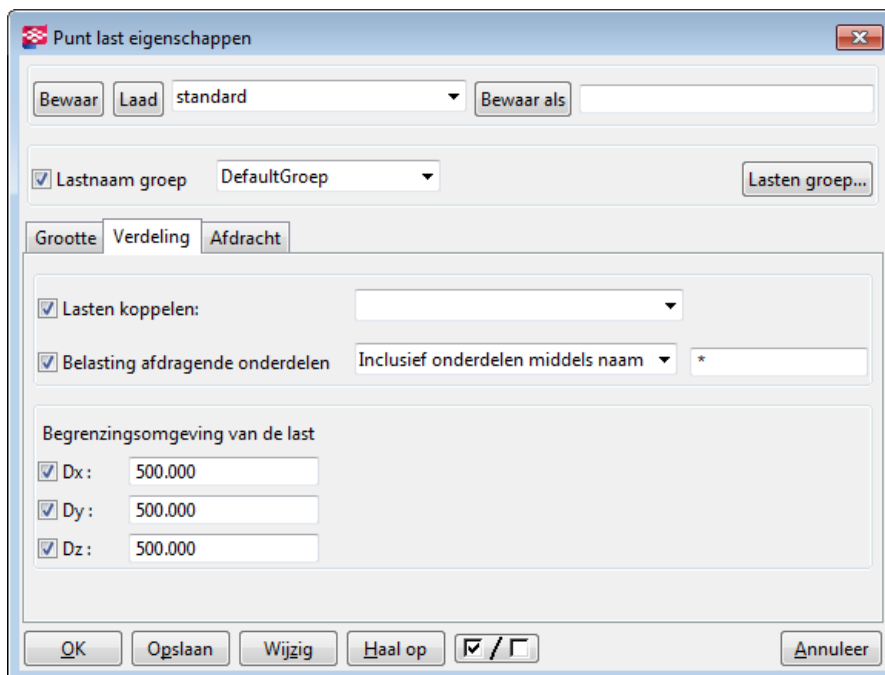 Punt last eigenschappen
Bewaar Laad standard Bewaar als
Lastnaam groep DefaultGroep Lasten groep...
Grootte Verdeling Afdracht
Lasten koppelen:
Belasting afdragende onderdelen Inclusief onderdelen middels naam *
Begrenzingsomgeving van de last
Dx : 500.000
Dy : 500.000
Dz : 500.000
OK Opslaan Wijzig Haal op / Annuleer